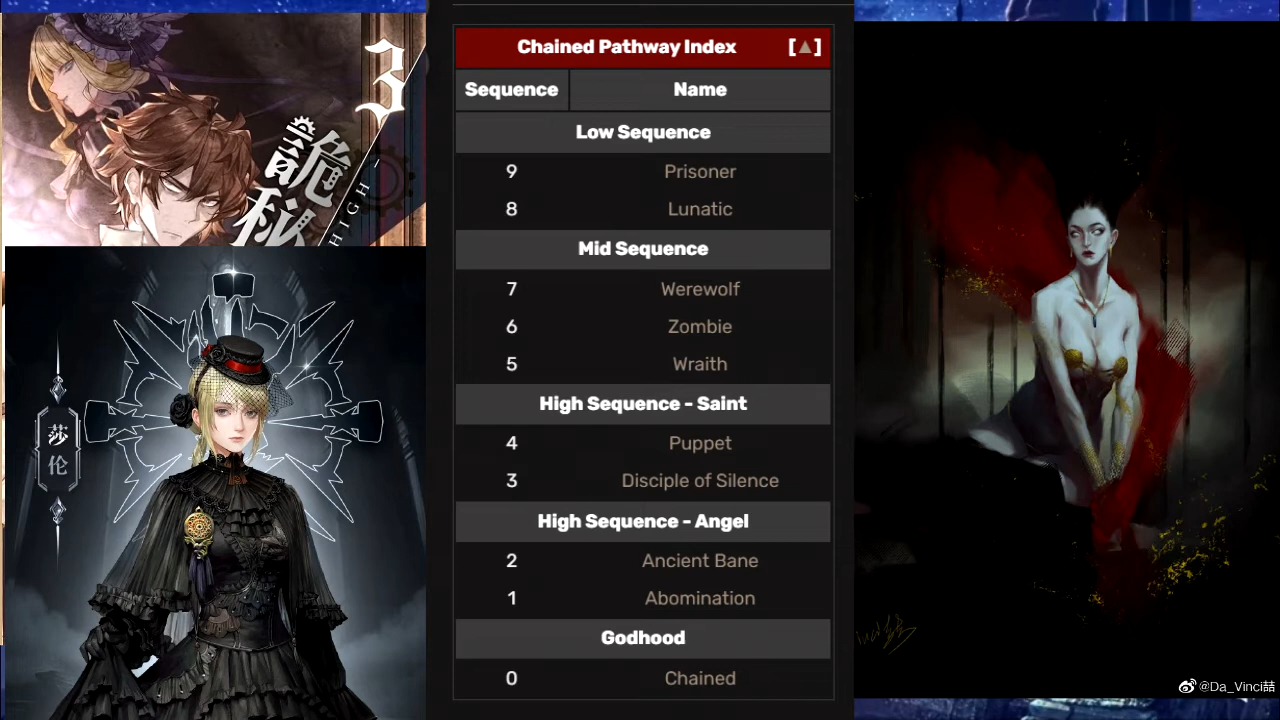 3
詭
秘
HIGH
莎
伦
Chained Pathway Index [▲]
Sequence Name
Low Sequence
9 Prisoner
8 Lunatic
Mid Sequence
7 Werewolf
6 Zombie
5 Wraith
High Sequence - Saint
4 Puppet
3 Disciple of Silence
High Sequence - Angel
2 Ancient Bane
1 Abomination
Godhood
0 Chained
@Da_Vinci喆